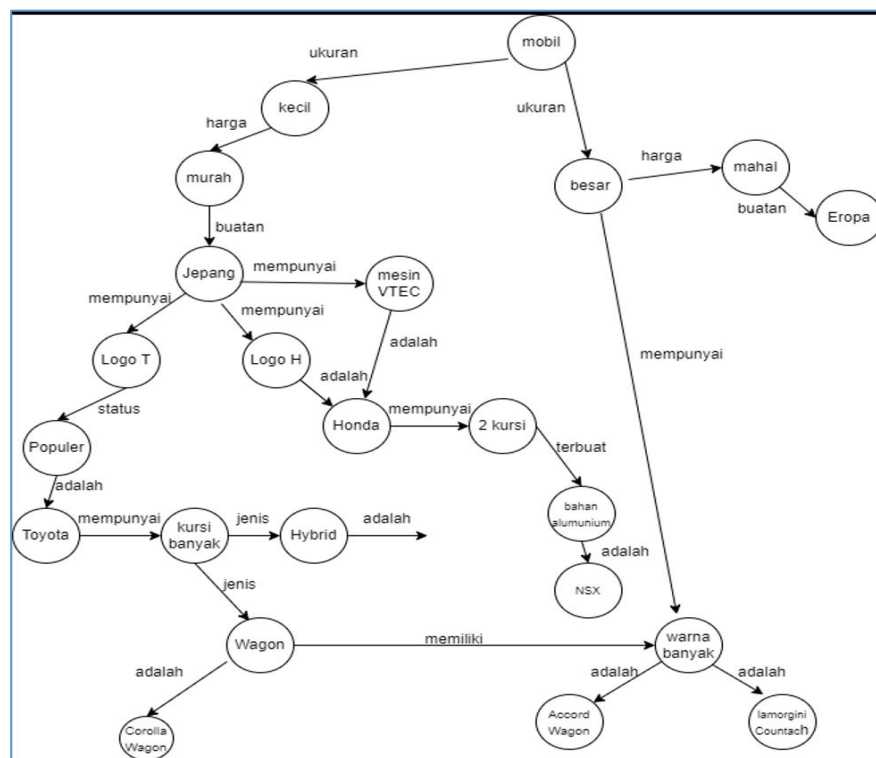 mobil
ukuran
kecil
ukuran
harga
harga
mahal
murah
besar
buatan
Eropa
buatan
Jepang
mempunyai
mesin
VTEC
mempunyai
mempunyai
adalah
mempunyai
Logo T
Logo H
adalah
status
Honda
mempunyai
2 kursi
Populer
terbuat
adalah
bahan
alumunium
Toyota
mempunyai
kursi
banyak
jenis
Hybrid
adalah
adalah
jenis
NSX
Wagon
memiliki
warna
banyak
adalah
adalah
adalah
Corolla
Wagon
Accord
Wagon
lamorgini
Countach